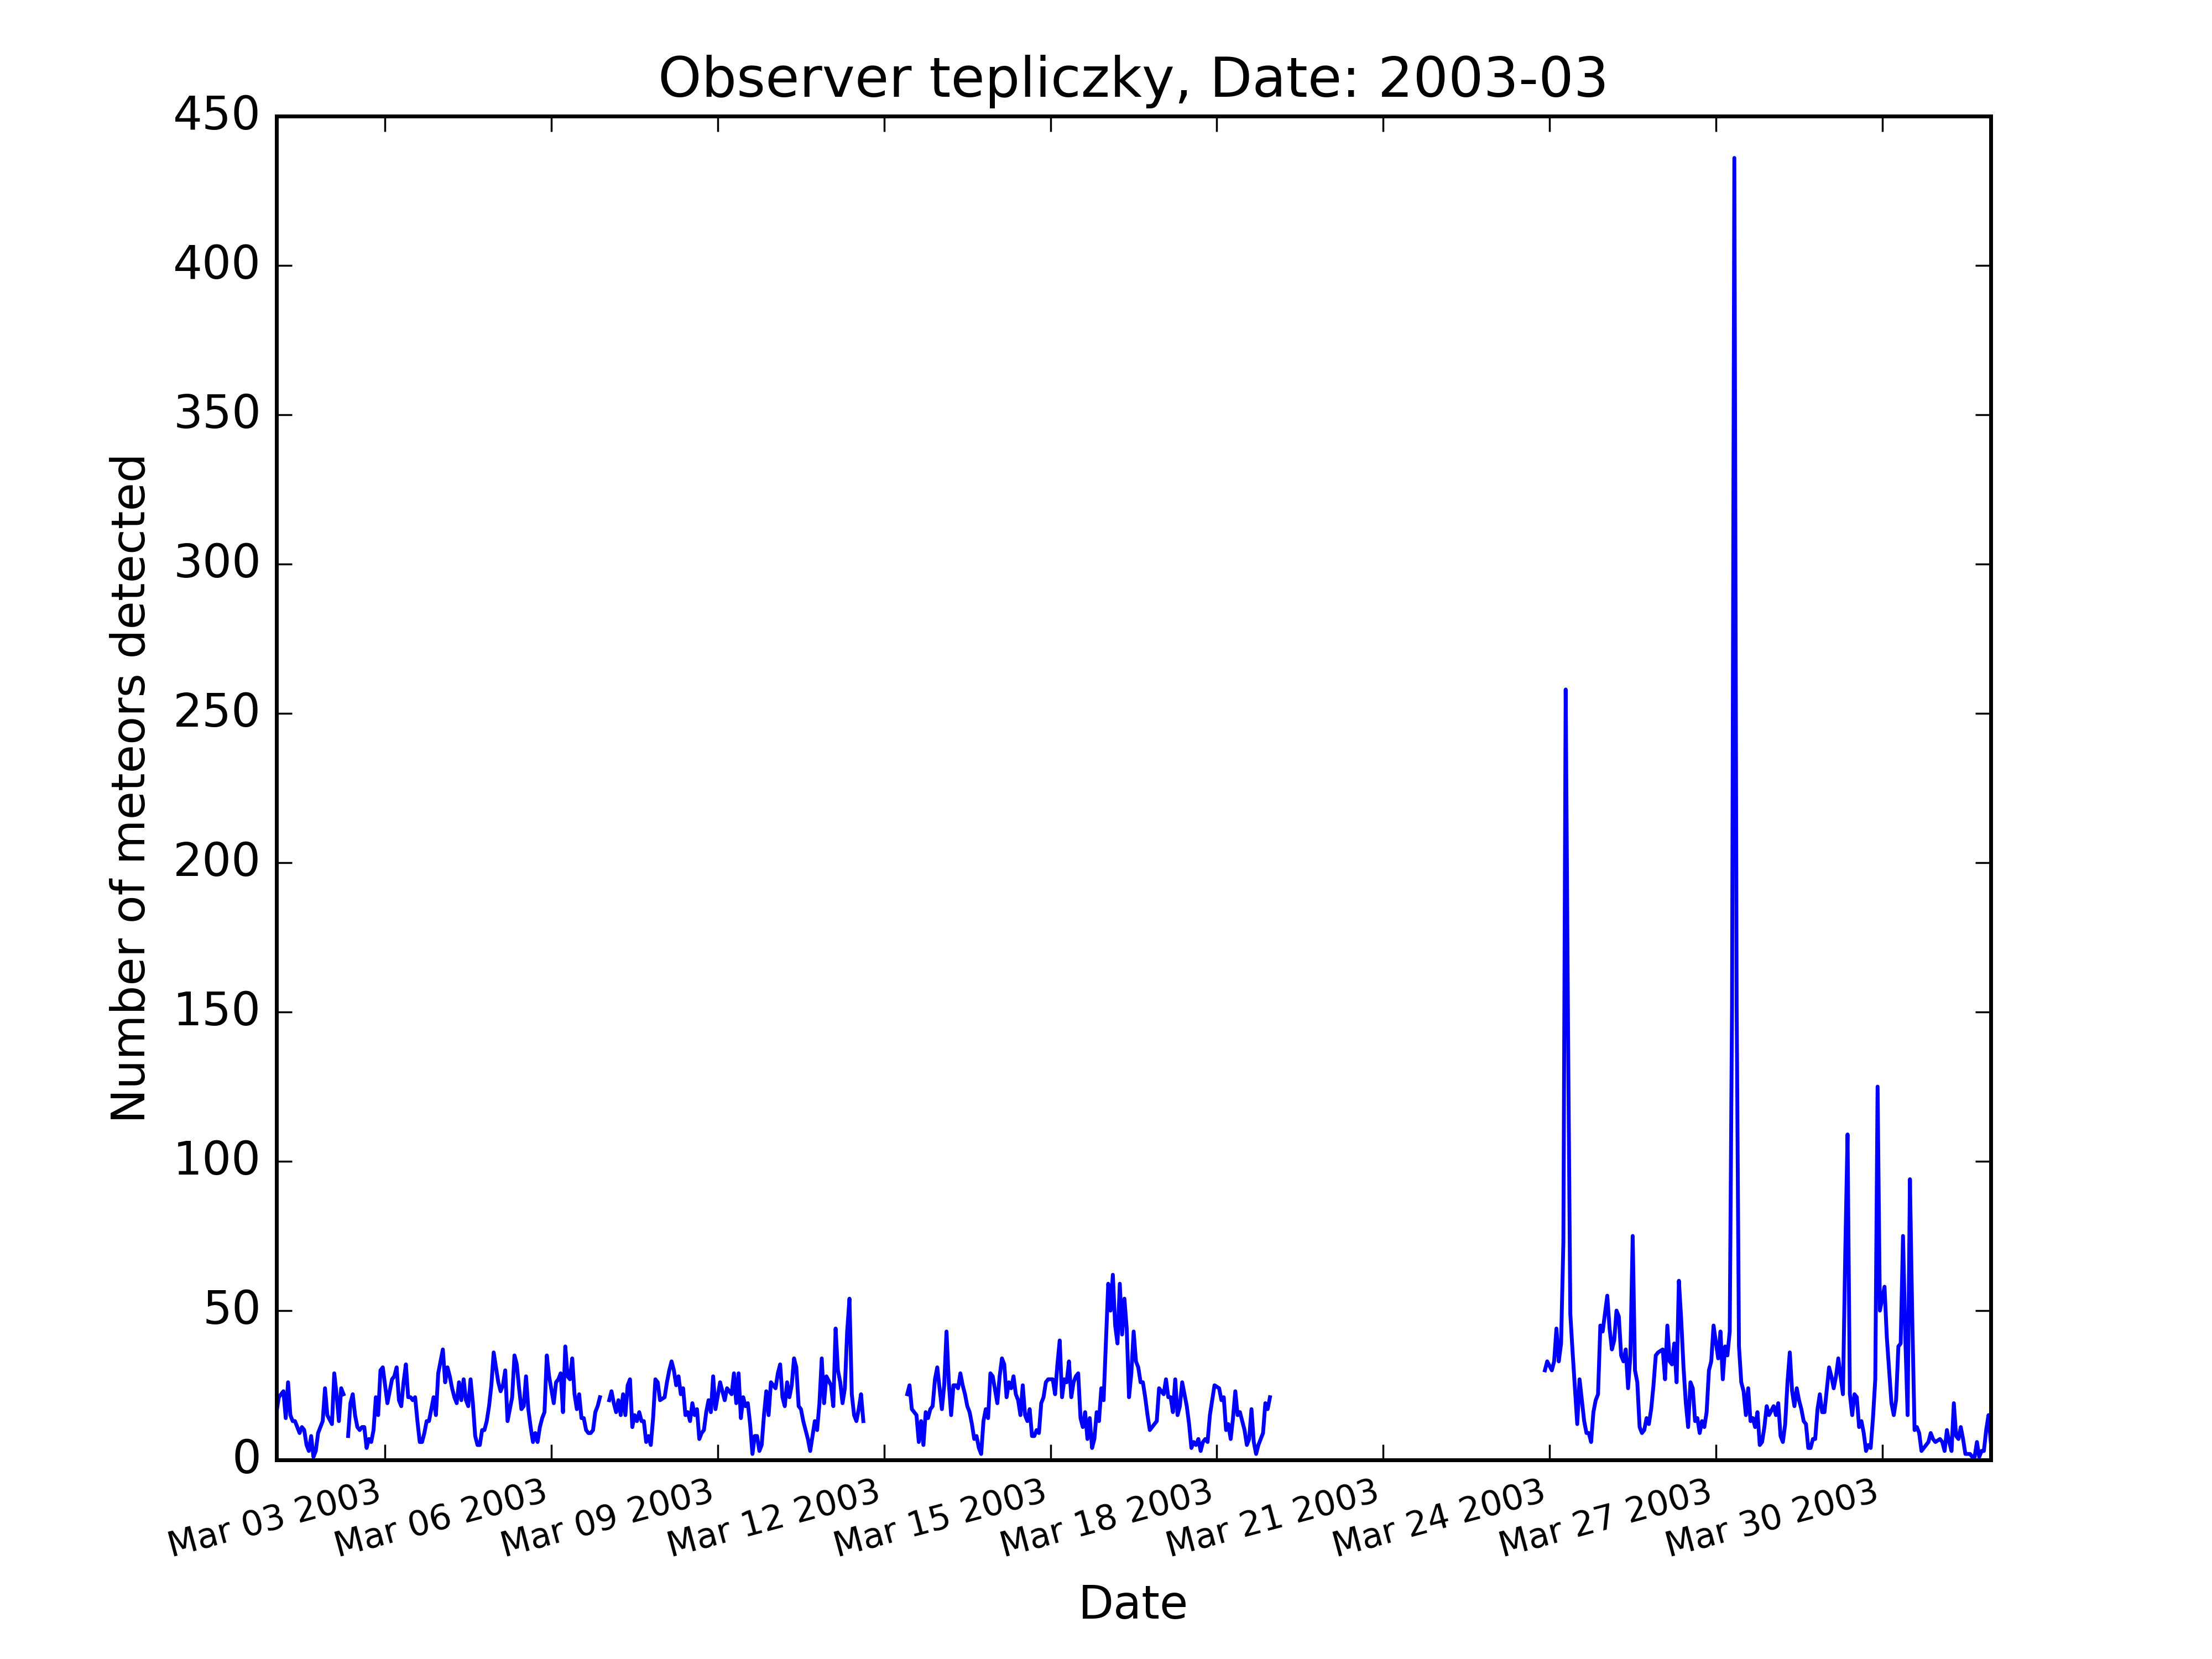 Observer tepliczky, Date: 2003-03
450
400
350
300
250
200
150
100
50
0
Number of meteors detected
Mar 03 2003
Mar 06 2003
Mar 09 2003
Mar 12 2003
Mar 15 2003
Mar 18 2003
Mar 21 2003
Mar 24 2003
Mar 27 2003
Mar 30 2003
Date